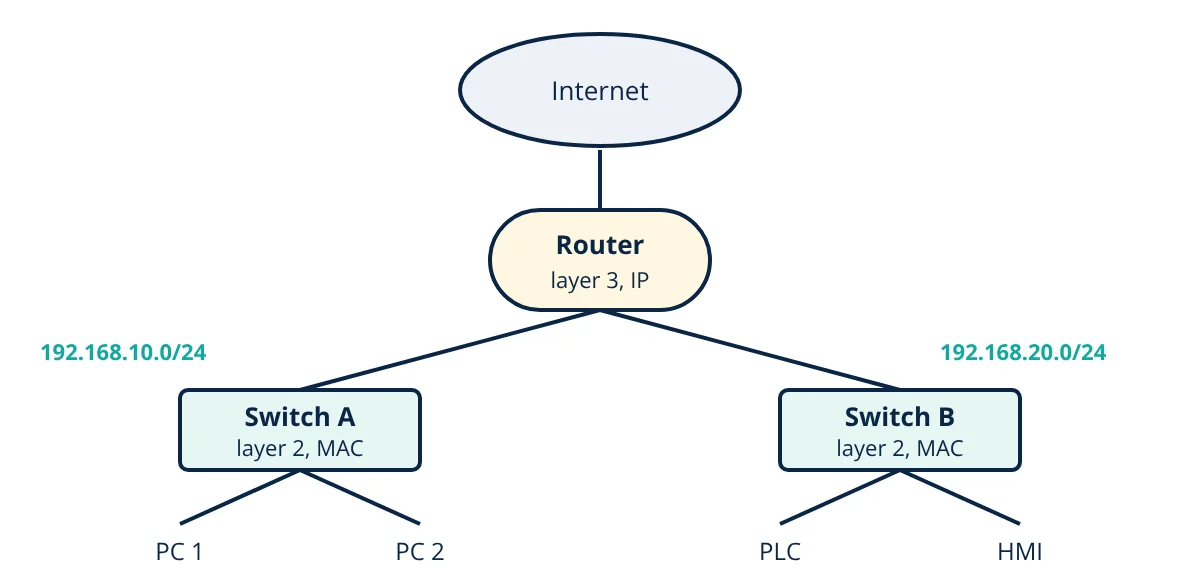 Internet
Router
layer 3, IP
192.168.10.0/24
192.168.20.0/24
Switch A
layer 2, MAC
Switch B
layer 2, MAC
PC 1
PC 2
PLC
HMI